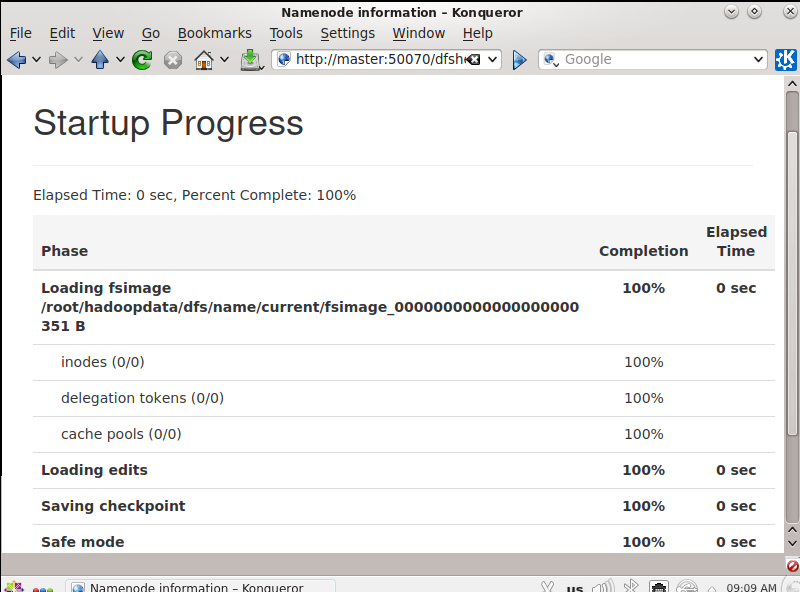 Namenode information – Konqueror
File Edit View Go Bookmarks Tools Settings Window Help
http://master:50070/dfsh Google
Startup Progress
Elapsed Time: 0 sec, Percent Complete: 100%
Phase Completion Elapsed Time
Loading fsimage 100% 0 sec
/root/hadoopdata/dfs/name/current/fsimage_0000000000000000000
351 B
inodes (0/0) 100%
delegation tokens (0/0) 100%
cache pools (0/0) 100%
Loading edits 100% 0 sec
Saving checkpoint 100% 0 sec
Safe mode 100% 0 sec
Namenode information – Konqueror us 09:09 AM